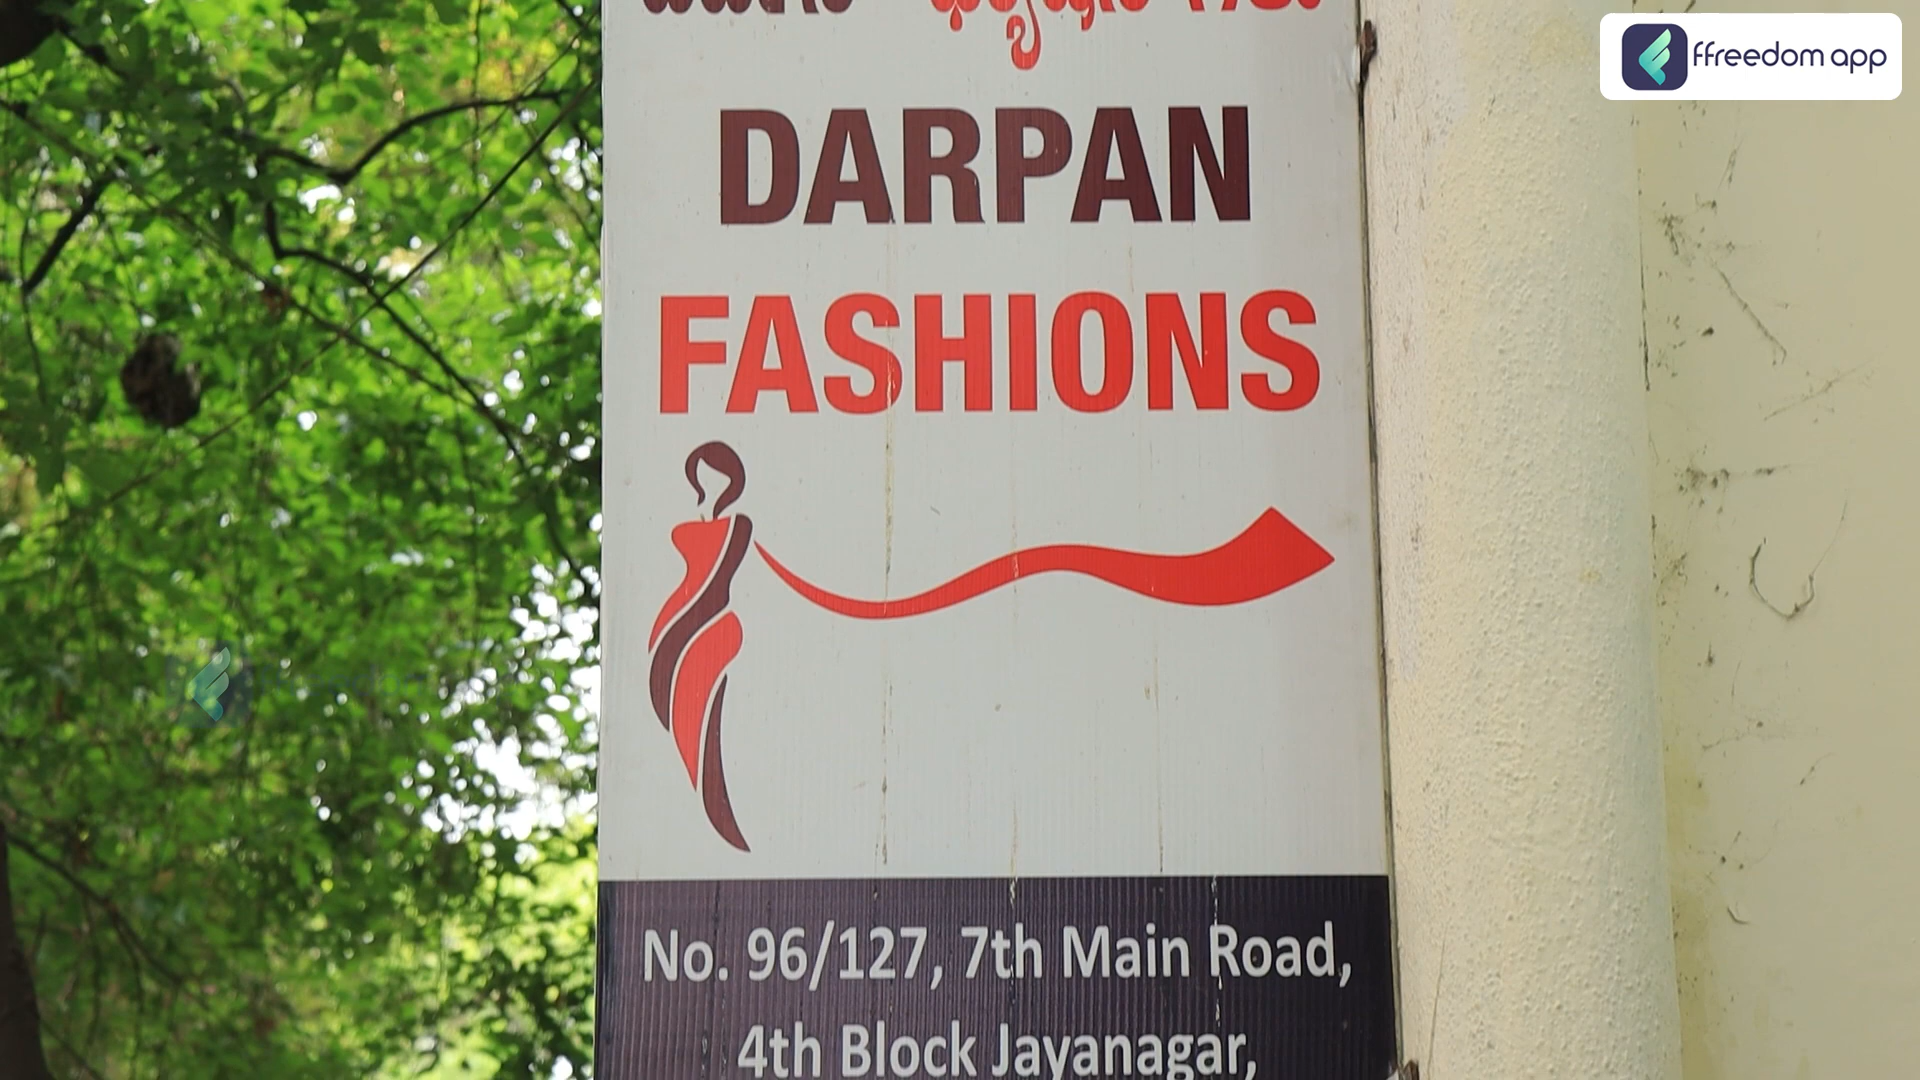 ffreedom app
DARPAN
FASHIONS
No. 96/127, 7th Main Road,
4th Block Jayanagar,